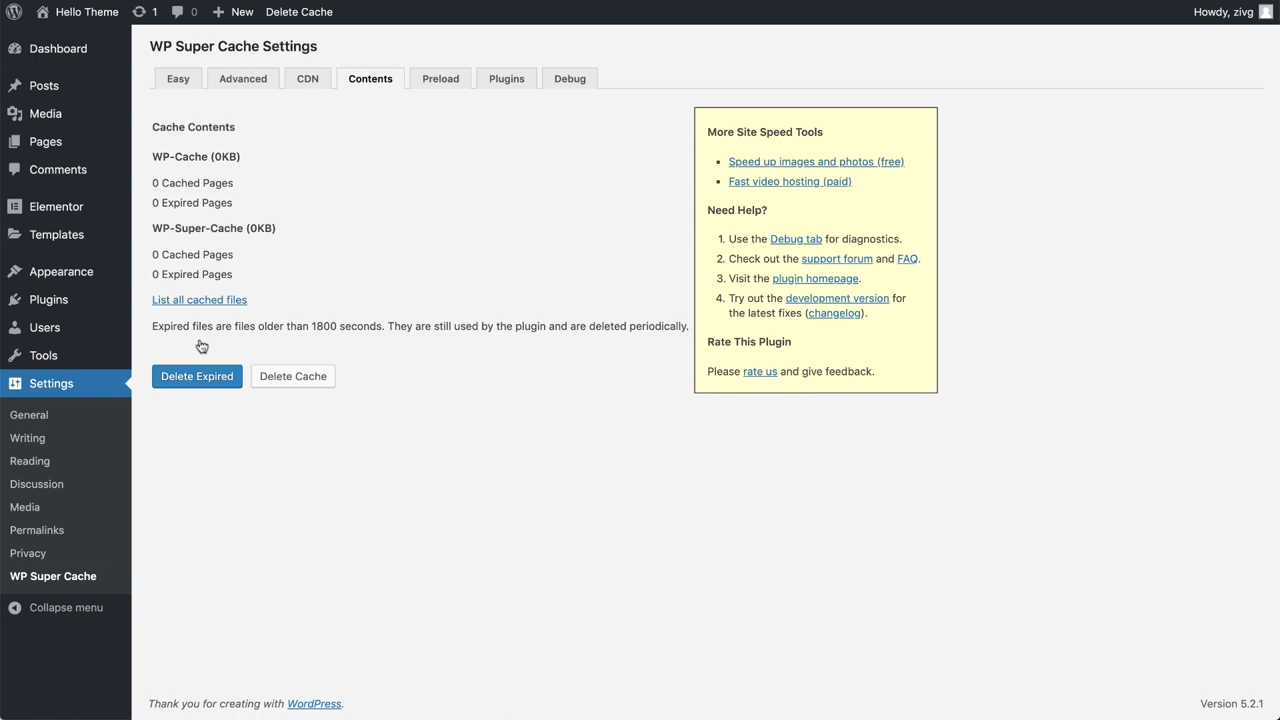 Hello Theme 1 0 New Delete Cache Howdy, zivg
Dashboard
Posts
Media
Pages
Comments
Elementor
Templates
Appearance
Plugins
Users
Tools
Settings
General
Writing
Reading
Discussion
Media
Permalinks
Privacy
WP Super Cache
Collapse menu
WP Super Cache Settings
Easy Advanced CDN Contents Preload Plugins Debug
Cache Contents
WP-Cache (0KB)
0 Cached Pages
0 Expired Pages
WP-Super-Cache (0KB)
0 Cached Pages
0 Expired Pages
List all cached files
Expired files are files older than 1800 seconds. They are still used by the plugin and are deleted periodically.
Delete Expired Delete Cache
More Site Speed Tools
▪ Speed up images and photos (free)
▪ Fast video hosting (paid)
Need Help?
1. Use the Debug tab for diagnostics.
2. Check out the support forum and FAQ.
3. Visit the plugin homepage.
4. Try out the development version for
the latest fixes (changelog).
Rate This Plugin
Please rate us and give feedback.
Thank you for creating with WordPress. Version 5.2.1